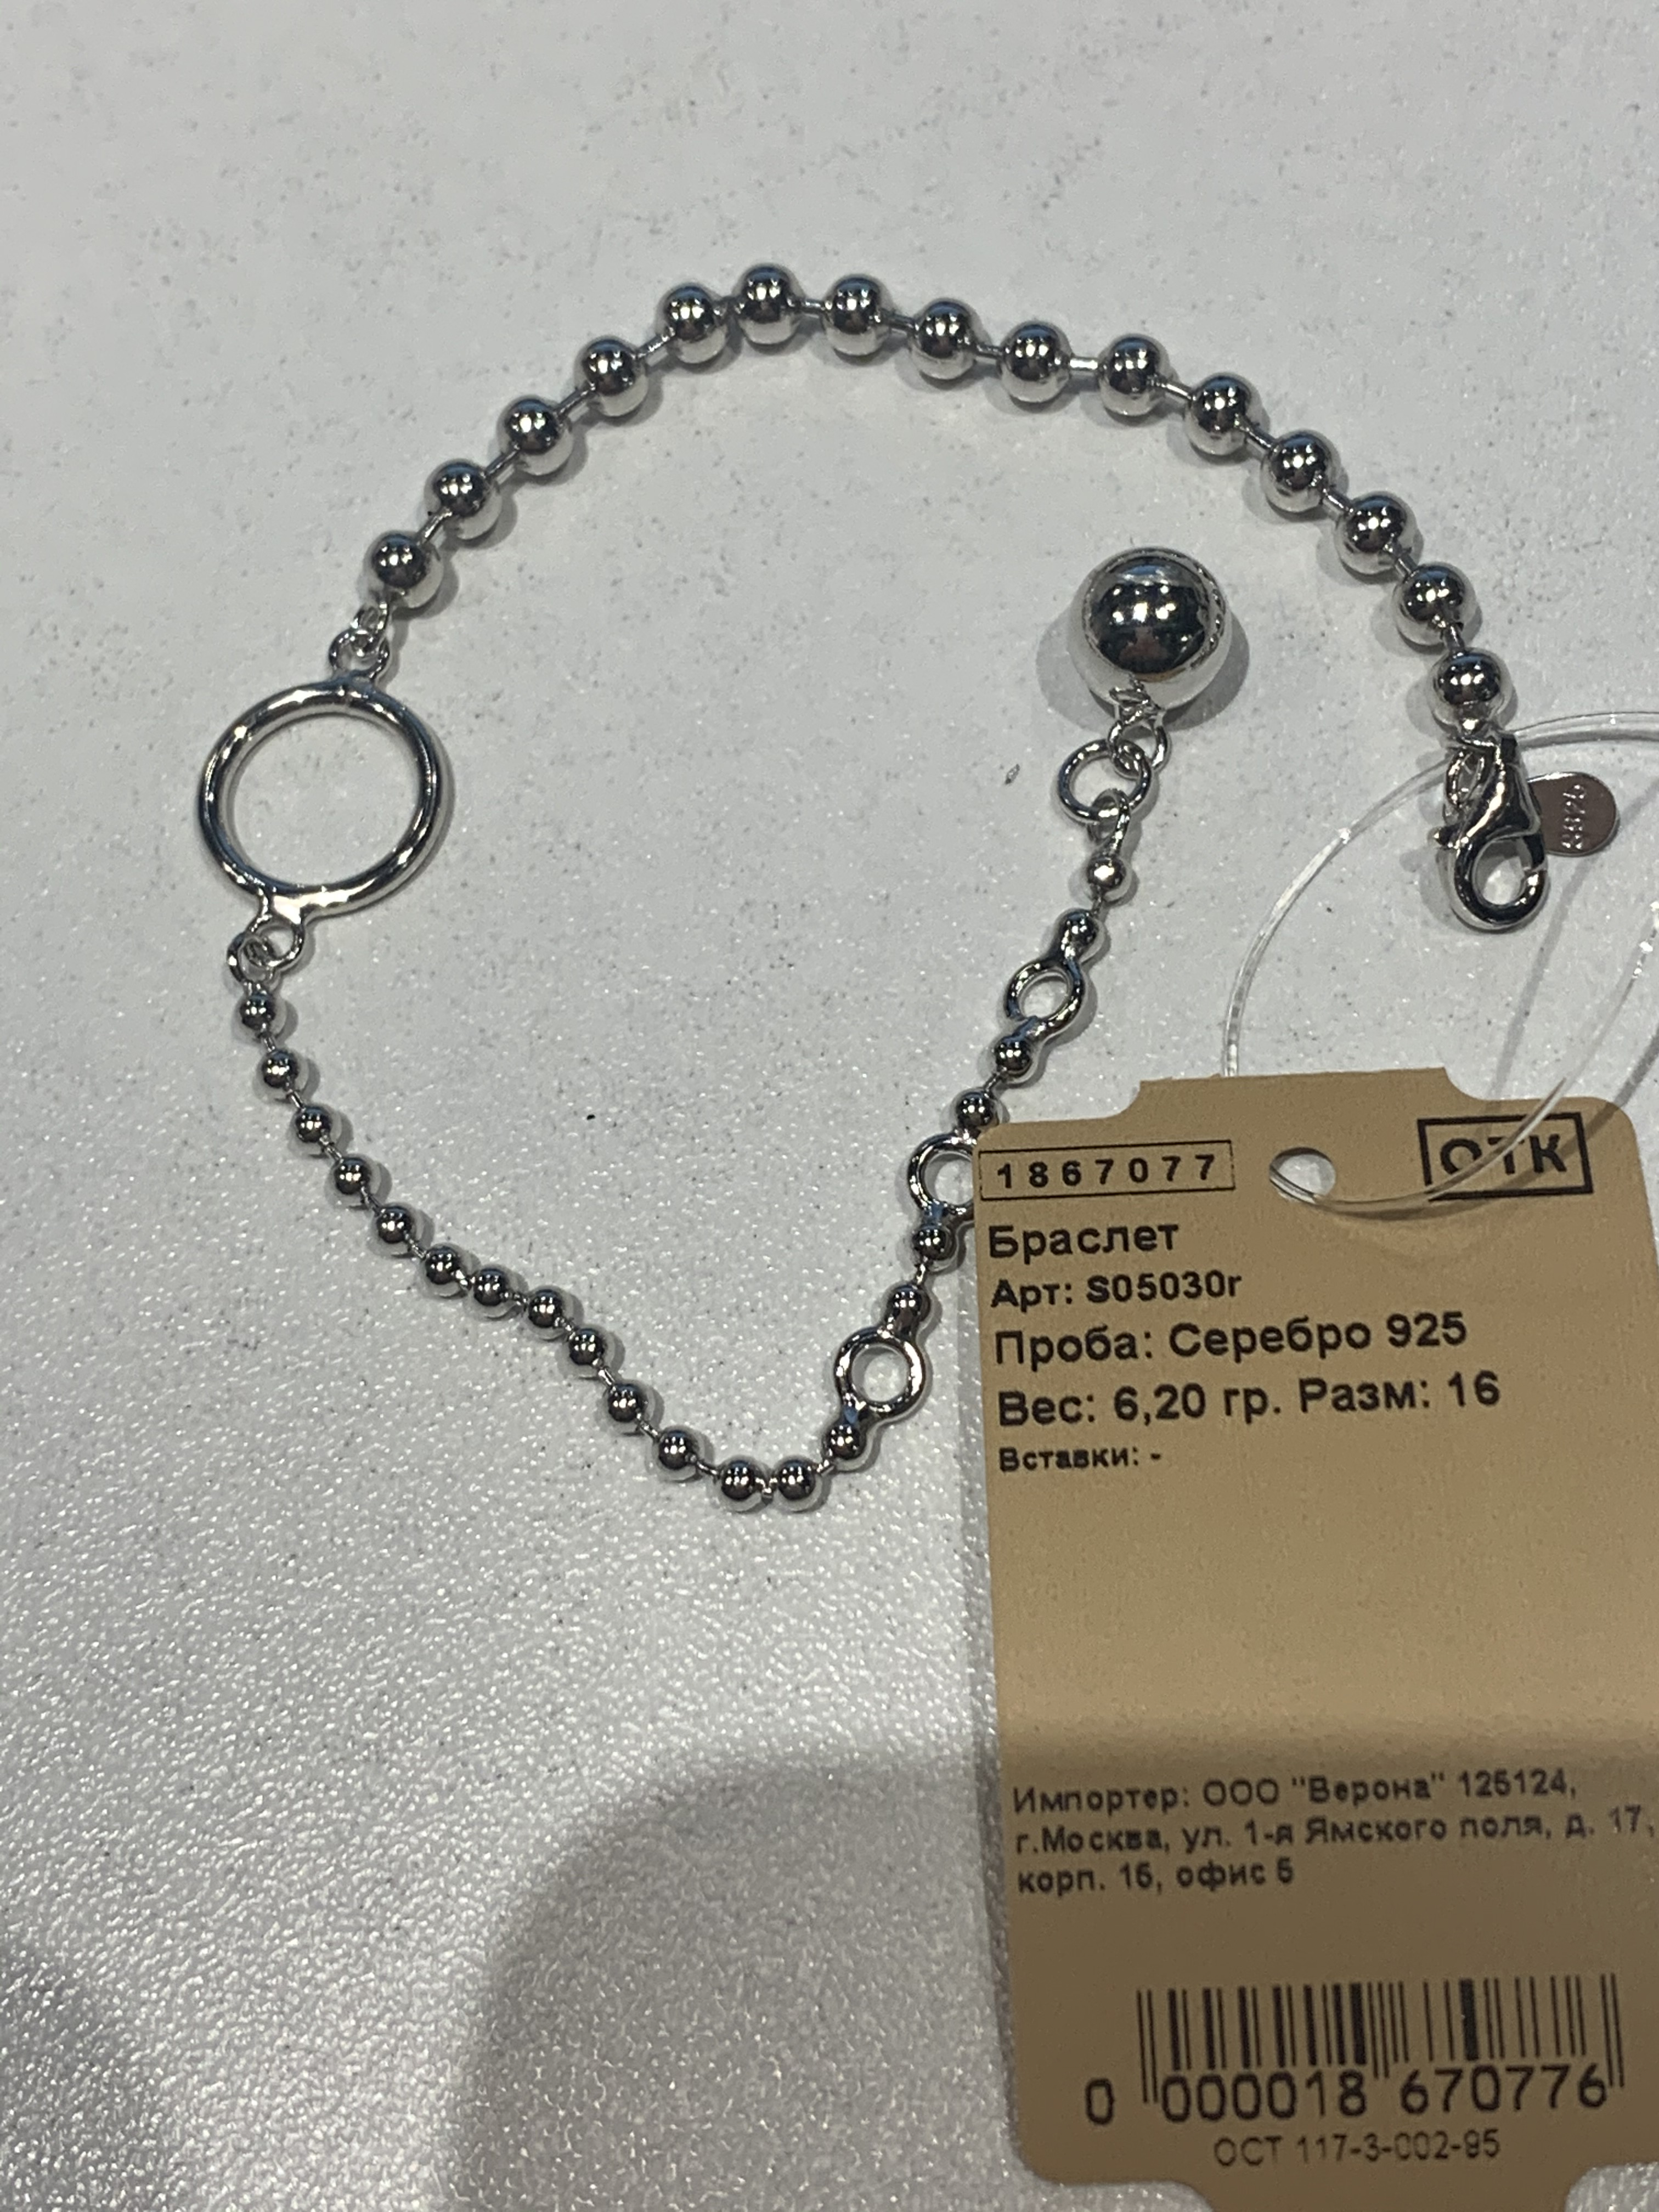 1867077
ОТК
Браслет
Арт: S05030r
Проба: Серебро 925
Вес: 6,20 гр. Разм: 16
Вставки: -
Импортер: ООО "Верона" 125124,
г.Москва, ул. 1-я Ямского поля, д. 17,
корп. 15, офис 5
0 000018 670776
ОСТ 117-3-002-95